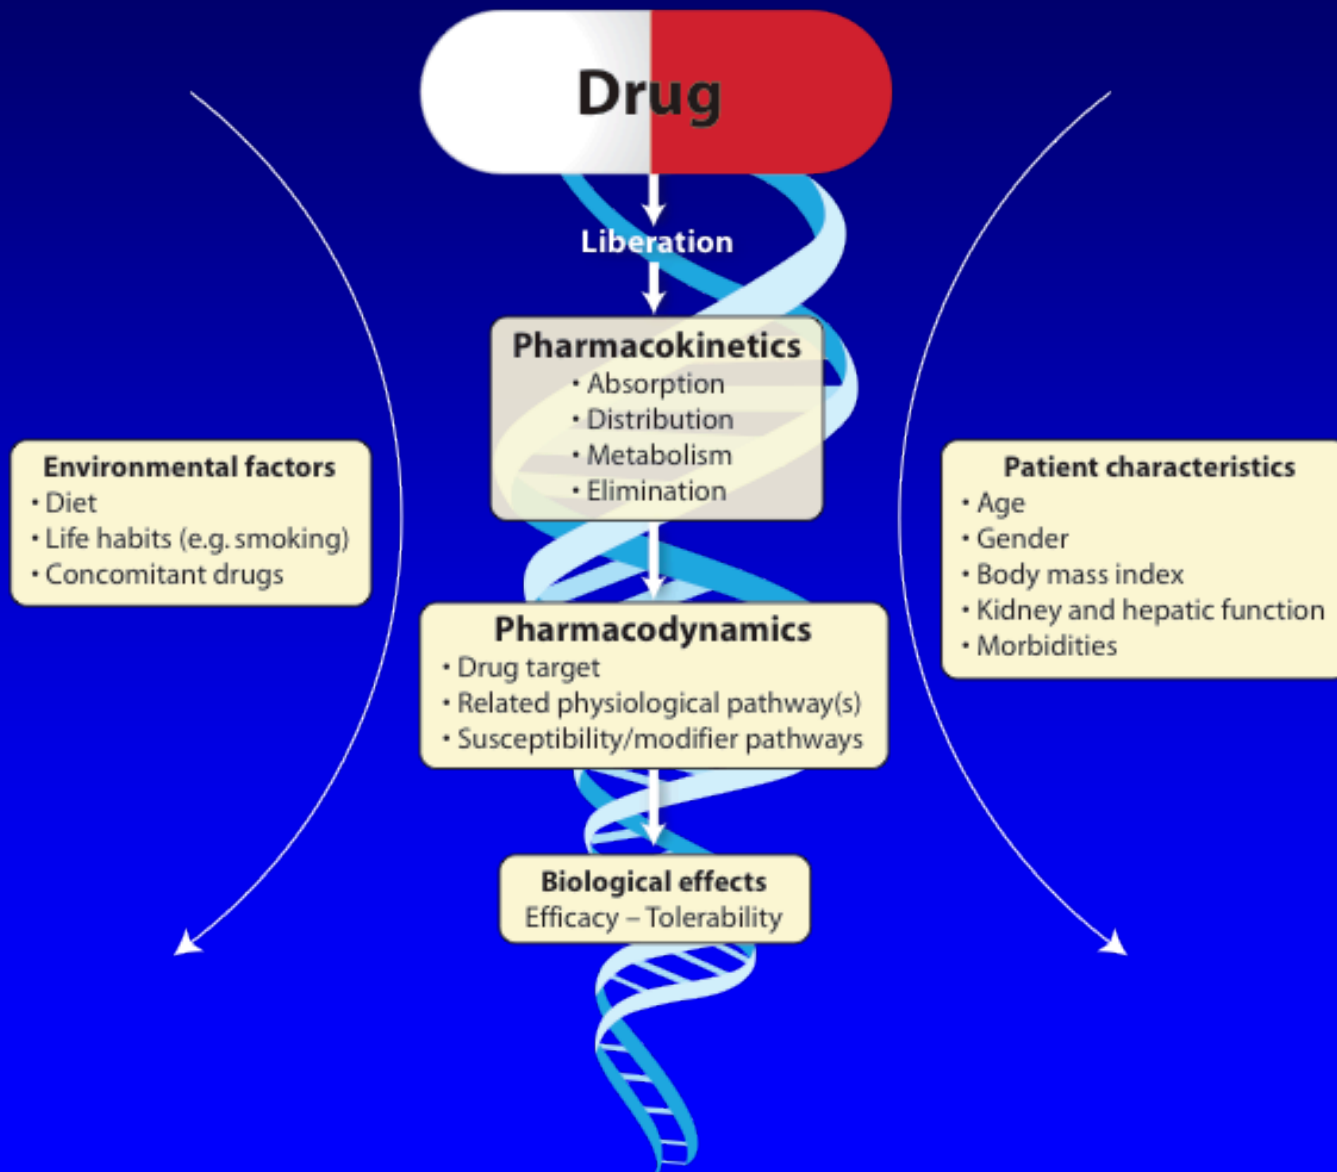 Drug
Liberation
Pharmacokinetics
• Absorption
• Distribution
• Metabolism
• Elimination
Environmental factors
• Diet
• Life habits (e.g. smoking)
• Concomitant drugs
Patient characteristics
• Age
• Gender
• Body mass index
• Kidney and hepatic function
• Morbidities
Pharmacodynamics
• Drug target
• Related physiological pathway(s)
• Susceptibility/modifier pathways
Biological effects
Efficacy – Tolerability